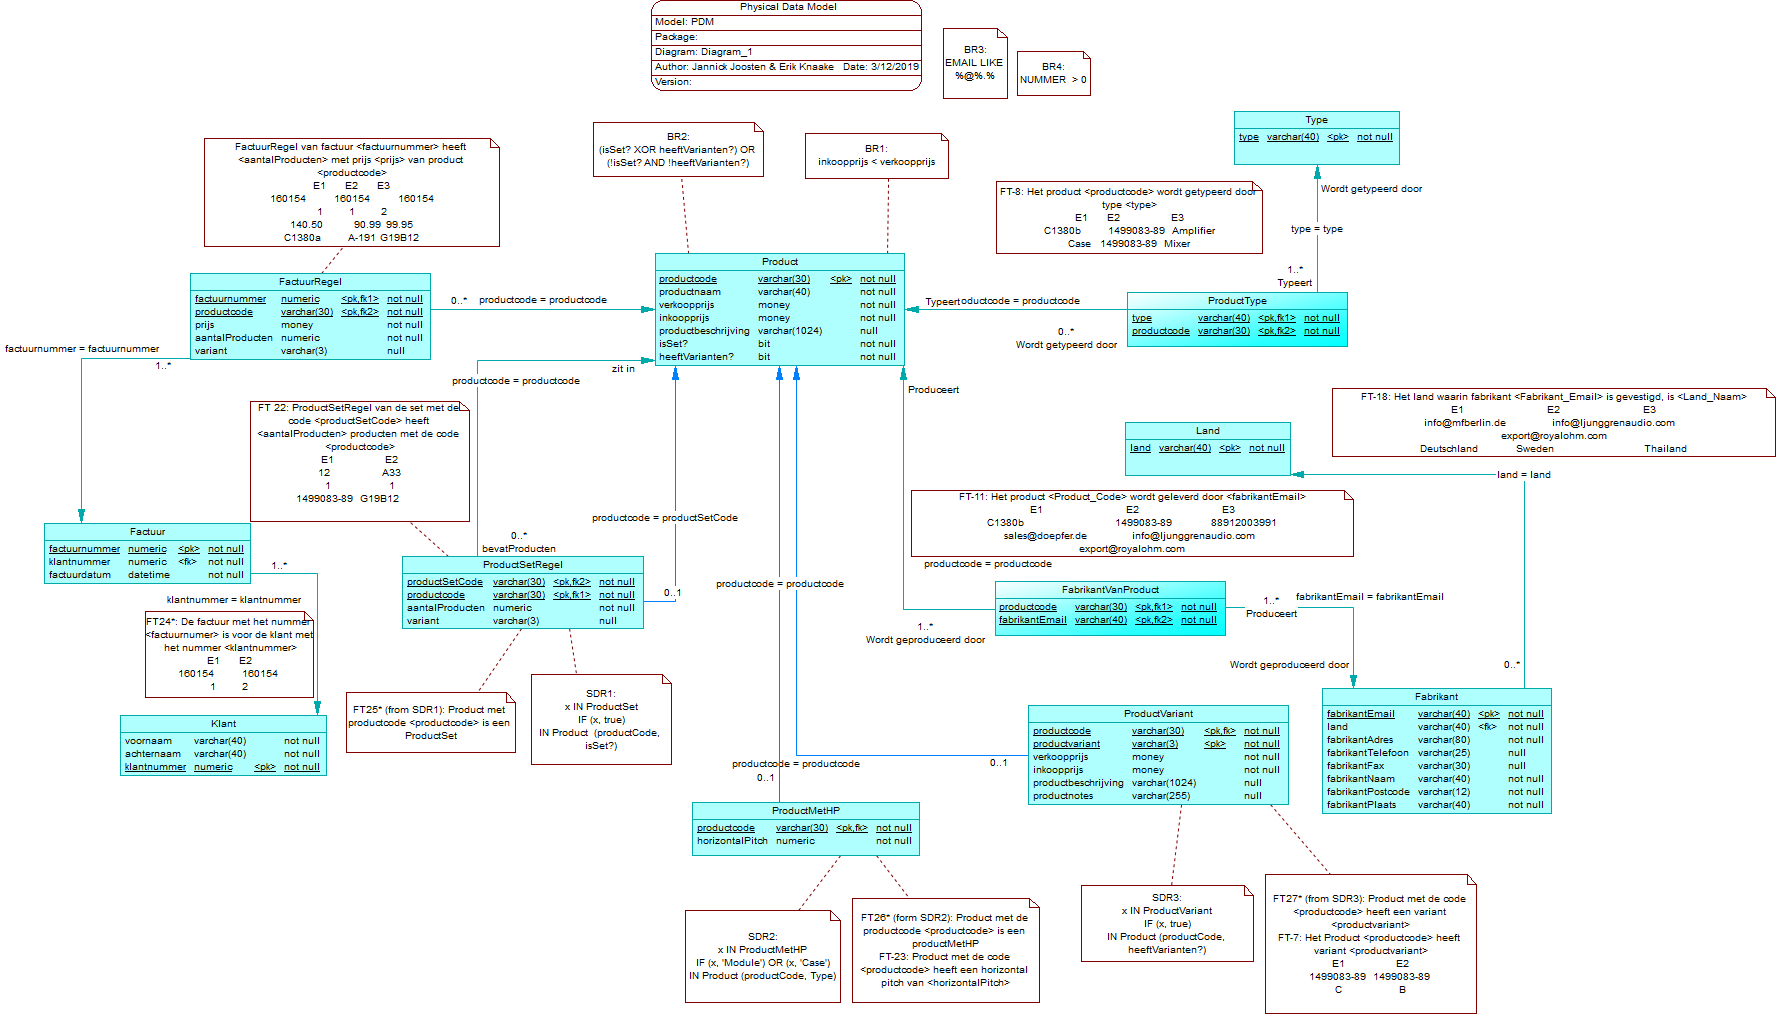 Physical Data Model
Model: PDM
Package:
Diagram: Diagram_1
Author: Jannick Joosten & Erik Knaake   Date: 3/12/2019
Version:
BR3:
EMAIL LIKE
%@%.%
BR4:
NUMMER > 0
Type
type varchar(40) <pk> not null
FactuurRegel van factuur <factuurnummer> heeft
<aantalProducten> met prijs <prijs> van product
<productcode>
E1 E2 E3
160154 160154 160154
1 1 2
140.50 90.99 99.95
C1380a A-191 G19B12
BR2:
(isSet? XOR heeftVarianten?) OR
(!isSet? AND !heeftVarianten?)
BR1:
inkoopprijs < verkoopprijs
FT-8: Het product <productcode> wordt getypeerd door
type <type>
E1 E2 E3
C1380b 1499083-89 Amplifier
Case 1499083-89 Mixer
Wordt getypeerd door
type = type
1..*
Typeert
FactuurRegel
factuurnummer numeric <pk,fk1> not null
productcode varchar(30) <pk,fk2> not null
prijs money not null
aantalProducten numeric not null
variant varchar(3) null
0..*
productcode = productcode
Product
productcode varchar(30) <pk> not null
productnaam varchar(40) not null
verkoopprijs money not null
inkoopprijs money not null
productbeschrijving varchar(1024) null
isSet? bit not null
heeftVarianten? bit not null
Typeert
oductcode = productcode
0..*
Wordt getypeerd door
ProductType
type varchar(40) <pk,fk1> not null
productcode varchar(30) <pk,fk2> not null
factuurnummer = factuurnummer
1..*
zit in
productcode = productcode
Produceert
FT 22: ProductSetRegel van de set met de
code <productSetCode> heeft
<aantalProducten> producten met de code
<productcode>
E1 E2
12 A33
1 1
1499083-89 G19B12
FT-18: Het land waarin fabrikant <Fabrikant_Email> is gevestigd, is <Land_Naam>
E1 E2 E3
info@mfberlin.de info@ljunggrenaudio.com
export@royalohm.com
Deutschland Sweden Thailand
Land
land varchar(40) <pk> not null
land = land
FT-11: Het product <Product_Code> wordt geleverd door <fabrikantEmail>
E1 E2 E3
C1380b 1499083-89 88912003991
sales@doepfer.de info@ljunggrenaudio.com
export@royalohm.com
productcode = productcode
productcode = productSetCode
0..*
bevatProducten
Factuur
factuurnummer numeric <pk> not null
klantnummer numeric <fk> not null
factuurdatum datetime not null
1..*
klantnummer = klantnummer
ProductSetRegel
productSetCode varchar(30) <pk,fk2> not null
productcode varchar(30) <pk,fk1> not null
aantalProducten numeric not null
variant varchar(3) null
0..1
productcode = productcode
FabrikantVanProduct
productcode varchar(30) <pk,fk1> not null
fabrikantEmail varchar(40) <pk,fk2> not null
1..*
Produceert
fabrikantEmail = fabrikantEmail
1..*
Wordt geproduceerd door
Wordt geproduceerd door
0..*
FT24*: De factuur met het nummer
<factuurnumer> is voor de klant met
het nummer <klantnummer>
E1 E2
160154 160154
1 2
Klant
voornaam varchar(40) not null
achternaam varchar(40) not null
klantnummer numeric <pk> not null
FT25* (from SDR1): Product met
productcode <productcode> is een
ProductSet
SDR1:
x IN ProductSet
IF (x, true)
IN Product (productCode,
isSet?)
Fabrikant
fabrikantEmail varchar(40) <pk> not null
land varchar(40) <fk> not null
fabrikantAdres varchar(80) not null
fabrikantTelefoon varchar(25) null
fabrikantFax varchar(30) null
fabrikantNaam varchar(40) not null
fabrikantPostcode varchar(12) not null
fabrikantPlaats varchar(40) not null
ProductVariant
productcode varchar(30) <pk,fk> not null
productvariant varchar(3) <pk> not null
verkoopprijs money not null
inkoopprijs money not null
productbeschrijving varchar(1024) null
productnotes varchar(255) null
productcode = productcode
0..1
0..1
ProductMetHP
productcode varchar(30) <pk,fk> not null
horizontalPitch numeric not null
SDR2:
x IN ProductMetHP
IF (x, 'Module') OR (x, 'Case')
IN Product (productCode, Type)
FT26* (form SDR2): Product met de
productcode <productcode> is een
productMetHP
FT-23: Product met de code
<productcode> heeft een horizontal
pitch van <horizontalPitch>
SDR3:
x IN ProductVariant
IF (x, true)
IN Product (productCode,
heeftVarianten?)
FT27* (from SDR3): Product met de code
<productcode> heeft een variant
<productvariant>
FT-7: Het Product <productcode> heeft
variant <productvariant>
E1 E2
1499083-89 1499083-89
C B